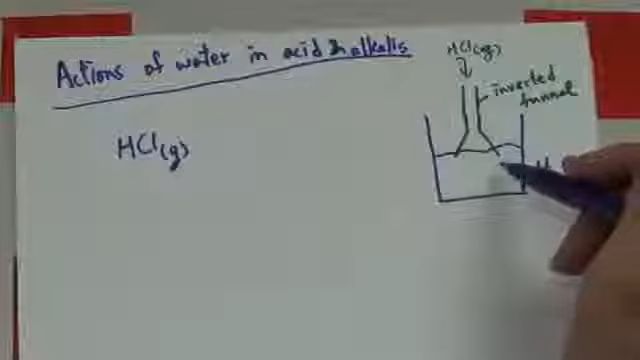 Actions of water in acid & alkalis
HCl(g)
inverted
funnel
HCl(g)